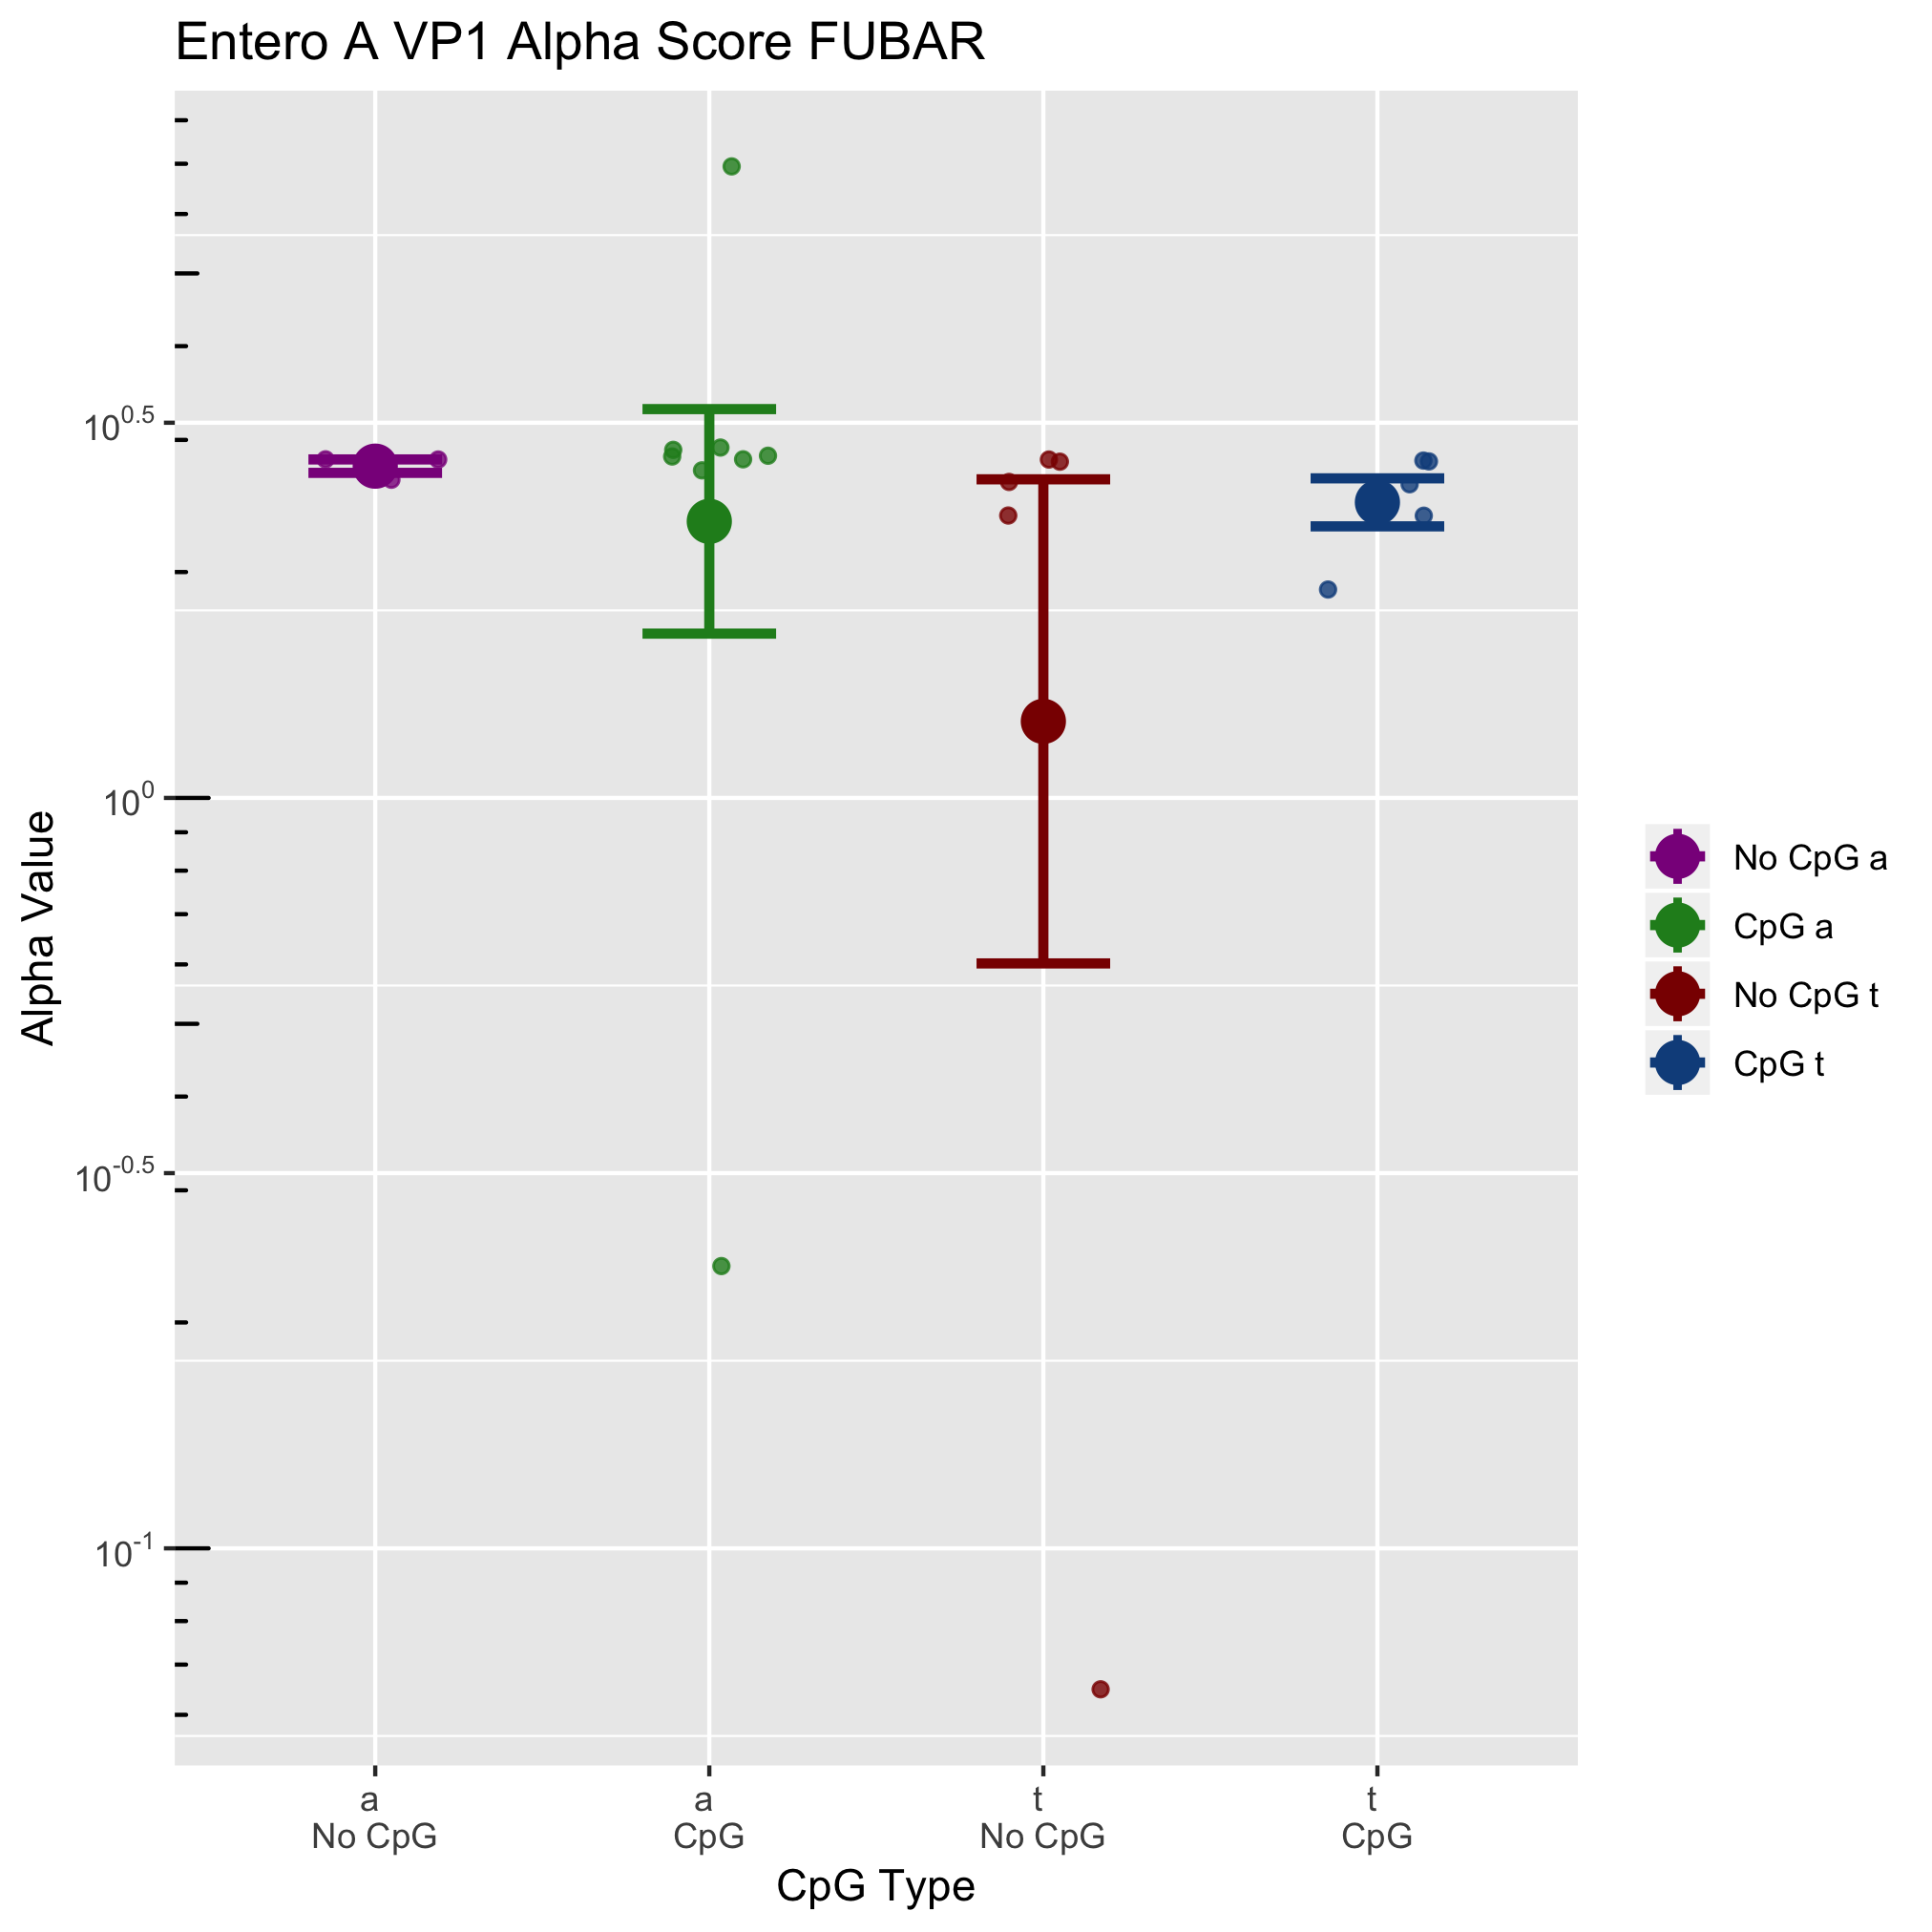 Entero A VP1 Alpha Score FUBAR
Alpha Value
10^0.5
10^0
10^-0.5
10^-1
a
No CpG
a
CpG
t
No CpG
t
CpG
CpG Type
No CpG a
CpG a
No CpG t
CpG t